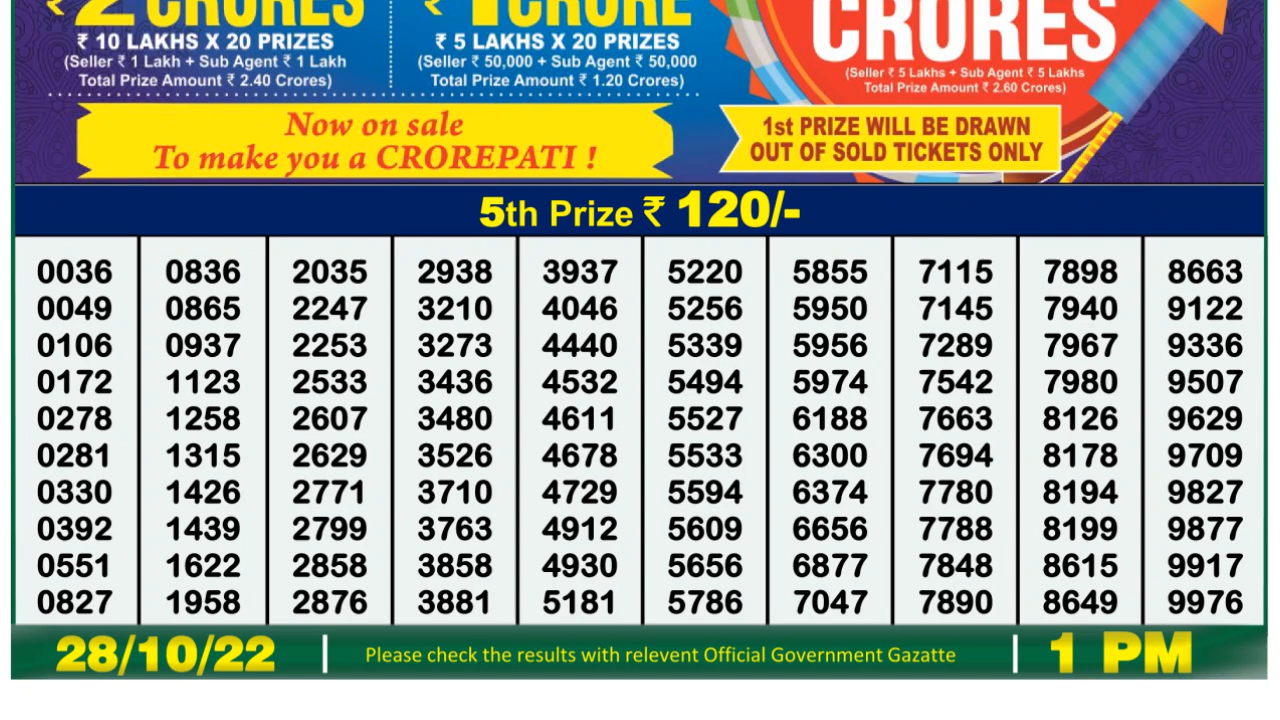 ₹ 2 CRORES
₹ 1 CRORE
CRORES
₹ 10 LAKHS X 20 PRIZES
(Seller ₹ 1 Lakh + Sub Agent ₹ 1 Lakh
Total Prize Amount ₹ 2.40 Crores)
₹ 5 LAKHS X 20 PRIZES
(Seller ₹ 50,000 + Sub Agent ₹ 50,000
Total Prize Amount ₹ 1.20 Crores)
(Seller ₹ 5 Lakhs + Sub Agent ₹ 5 Lakhs
Total Prize Amount ₹ 2.60 Crores)
Now on sale
To make you a CROREPATI !
1st PRIZE WILL BE DRAWN
OUT OF SOLD TICKETS ONLY
5th Prize ₹ 120/-
0036 0836 2035 2938 3937 5220 5855 7115 7898 8663
0049 0865 2247 3210 4046 5256 5950 7145 7940 9122
0106 0937 2253 3273 4440 5339 5956 7289 7967 9336
0172 1123 2533 3436 4532 5494 5974 7542 7980 9507
0278 1258 2607 3480 4611 5527 6188 7663 8126 9629
0281 1315 2629 3526 4678 5533 6300 7694 8178 9709
0330 1426 2771 3710 4729 5594 6374 7780 8194 9827
0392 1439 2799 3763 4912 5609 6656 7788 8199 9877
0551 1622 2858 3858 4930 5656 6877 7848 8615 9917
0827 1958 2876 3881 5181 5786 7047 7890 8649 9976
28/10/22 Please check the results with relevent Official Government Gazatte 1 PM